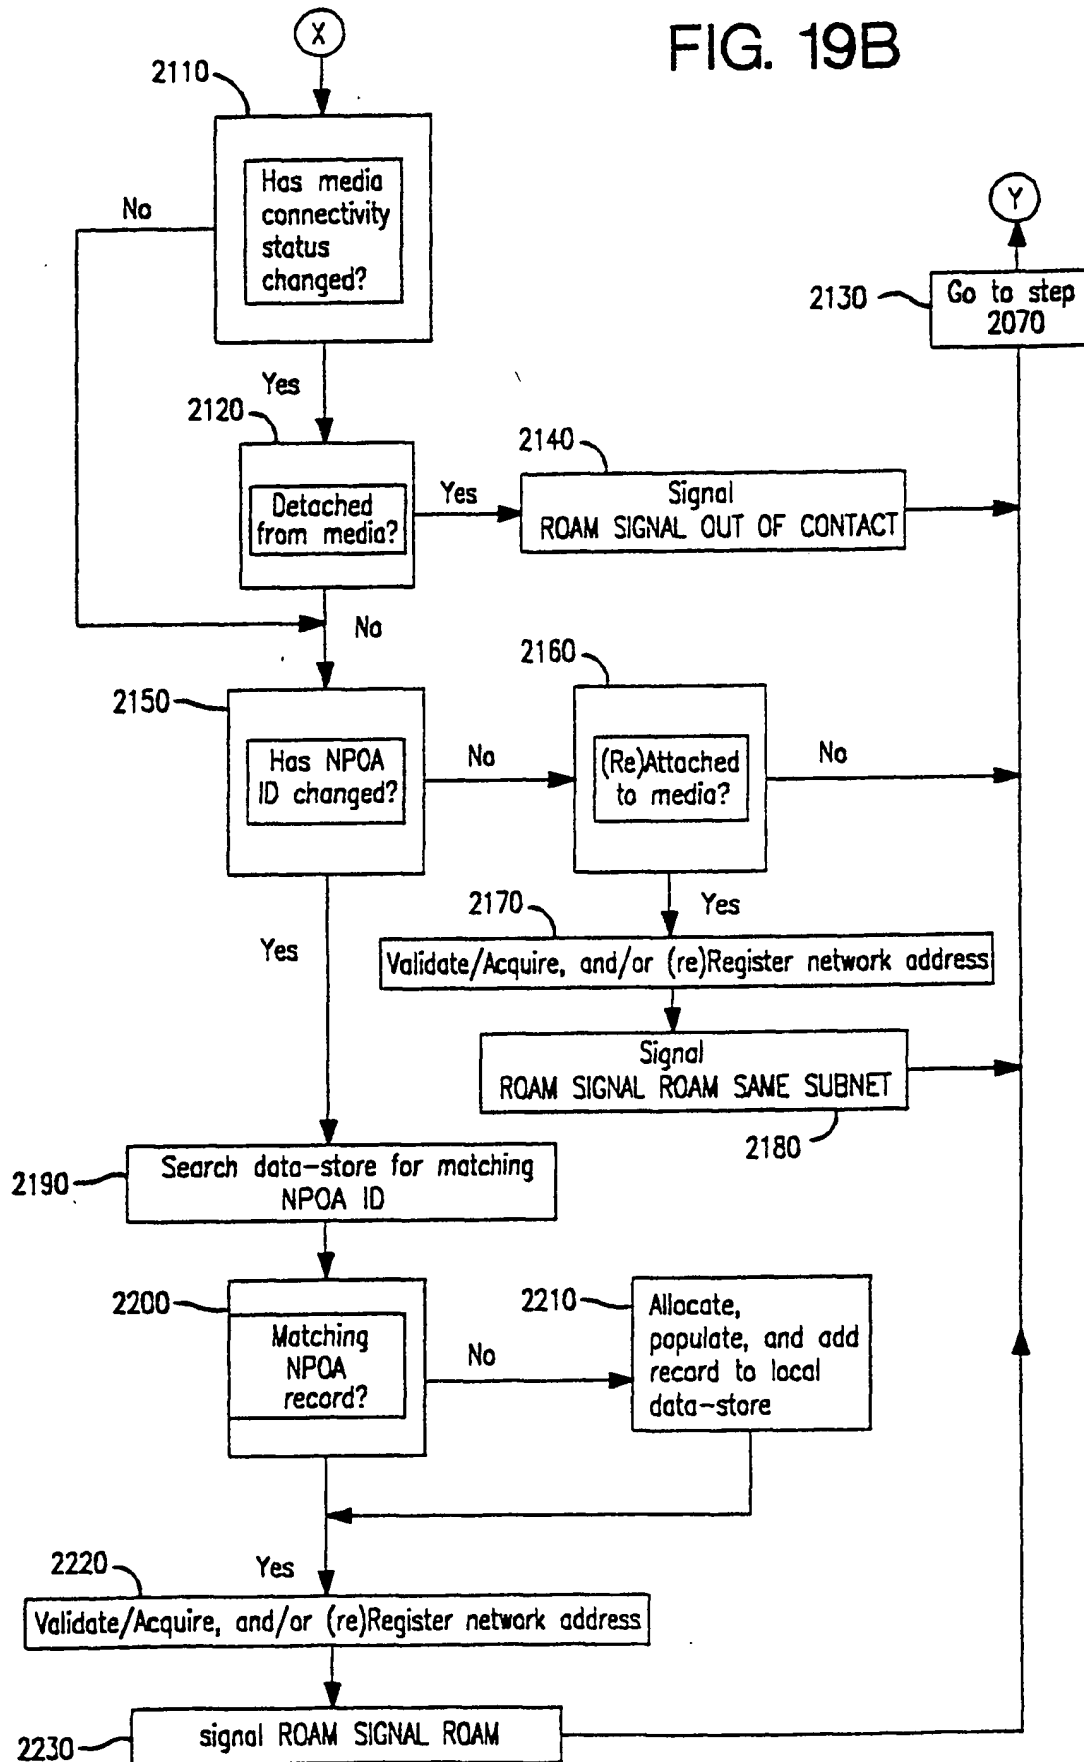 FIG. 19B
X
2110
Has media
connectivity
status
changed?
No
Yes
Y
2130
Go to step
2070
2120
Detached
from media?
Yes
No
2140
Signal
ROAM SIGNAL OUT OF CONTACT
2150
Has NPOA
ID changed?
No
Yes
2160
(Re)Attached
to media?
No
Yes
2170
Validate/Acquire, and/or (re)Register network address
Signal
ROAM SIGNAL ROAM SAME SUBNET
2180
2190
Search data-store for matching
NPOA ID
2200
Matching
NPOA
record?
No
2210
Allocate,
populate, and add
record to local
data-store
Yes
2220
Validate/Acquire, and/or (re)Register network address
2230
signal ROAM SIGNAL ROAM